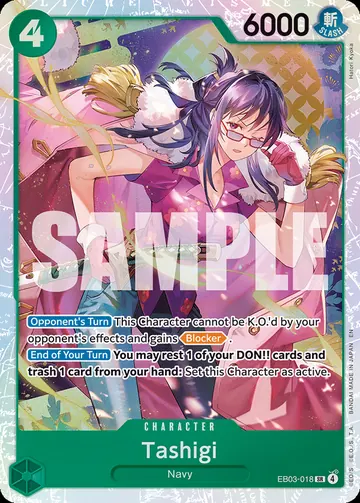 4
6000
斬
SLASH
SAMPLE
Opponent's Turn This Character cannot be K.O.'d by your
opponent's effects and gains Blocker.
End of Your Turn You may rest 1 of your DON!! cards and
trash 1 card from your hand: Set this Character as active.
CHARACTER
Tashigi
Navy
EB03-018 SR 4